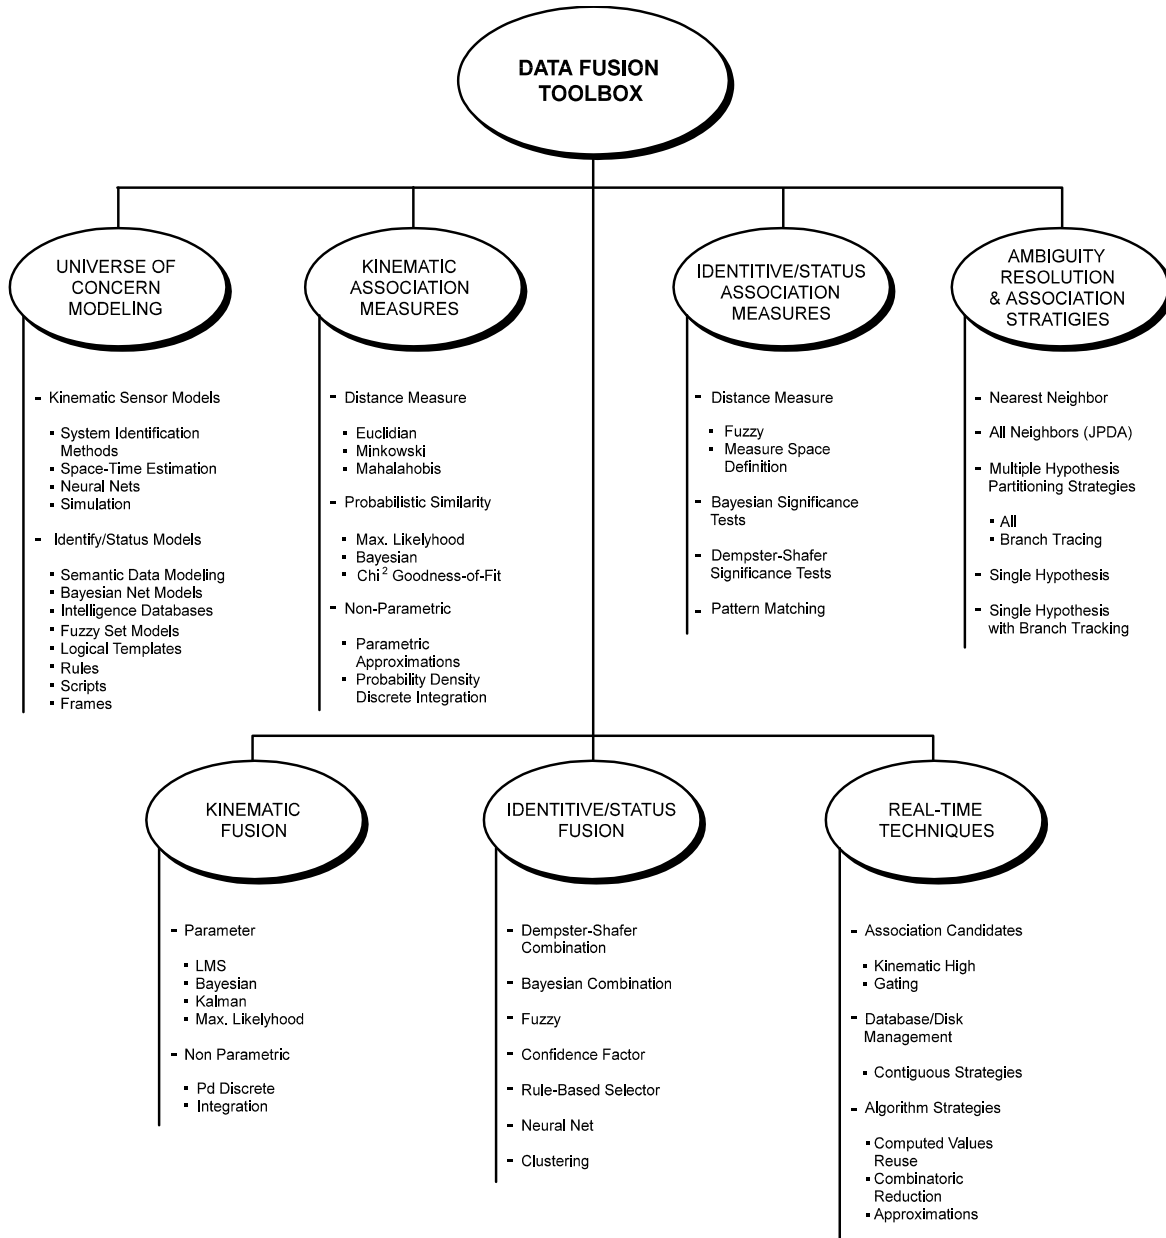 DATA FUSION
TOOLBOX
UNIVERSE OF
CONCERN
MODELING
- Kinematic Sensor Models
▪ System Identification
Methods
▪ Space-Time Estimation
▪ Neural Nets
▪ Simulation
- Identify/Status Models
▪ Semantic Data Modeling
▪ Bayesian Net Models
▪ Intelligence Databases
▪ Fuzzy Set Models
▪ Logical Templates
▪ Rules
▪ Scripts
▪ Frames
KINEMATIC
ASSOCIATION
MEASURES
- Distance Measure
▪ Euclidian
▪ Minkowski
▪ Mahalahobis
- Probabilistic Similarity
▪ Max. Likelyhood
▪ Bayesian
▪ Chi² Goodness-of-Fit
- Non-Parametric
▪ Parametric
Approximations
▪ Probability Density
Discrete Integration
IDENTITIVE/STATUS
ASSOCIATION
MEASURES
- Distance Measure
▪ Fuzzy
▪ Measure Space
Definition
- Bayesian Significance
Tests
- Dempster-Shafer
Significance Tests
- Pattern Matching
AMBIGUITY
RESOLUTION
& ASSOCIATION
STRATIGIES
- Nearest Neighbor
- All Neighbors (JPDA)
- Multiple Hypothesis
Partitioning Strategies
▪ All
▪ Branch Tracing
- Single Hypothesis
- Single Hypothesis
with Branch Tracking
KINEMATIC
FUSION
- Parameter
▪ LMS
▪ Bayesian
▪ Kalman
▪ Max. Likelyhood
- Non Parametric
▪ Pd Discrete
▪ Integration
IDENTITIVE/STATUS
FUSION
- Dempster-Shafer
Combination
- Bayesian Combination
- Fuzzy
- Confidence Factor
- Rule-Based Selector
- Neural Net
- Clustering
REAL-TIME
TECHNIQUES
- Association Candidates
▪ Kinematic High
▪ Gating
- Database/Disk
Management
▪ Contiguous Strategies
- Algorithm Strategies
▪ Computed Values
Reuse
▪ Combinatoric
Reduction
▪ Approximations